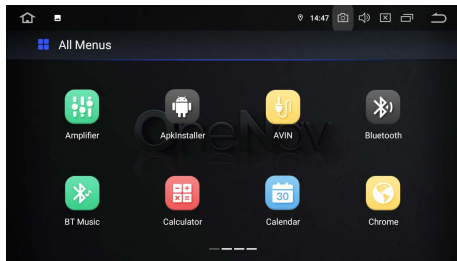 14:47
All Menus
OneNav
Amplifier
ApkInstaller
AVIN
Bluetooth
30
BT Music
Calculator
Calendar
Chrome